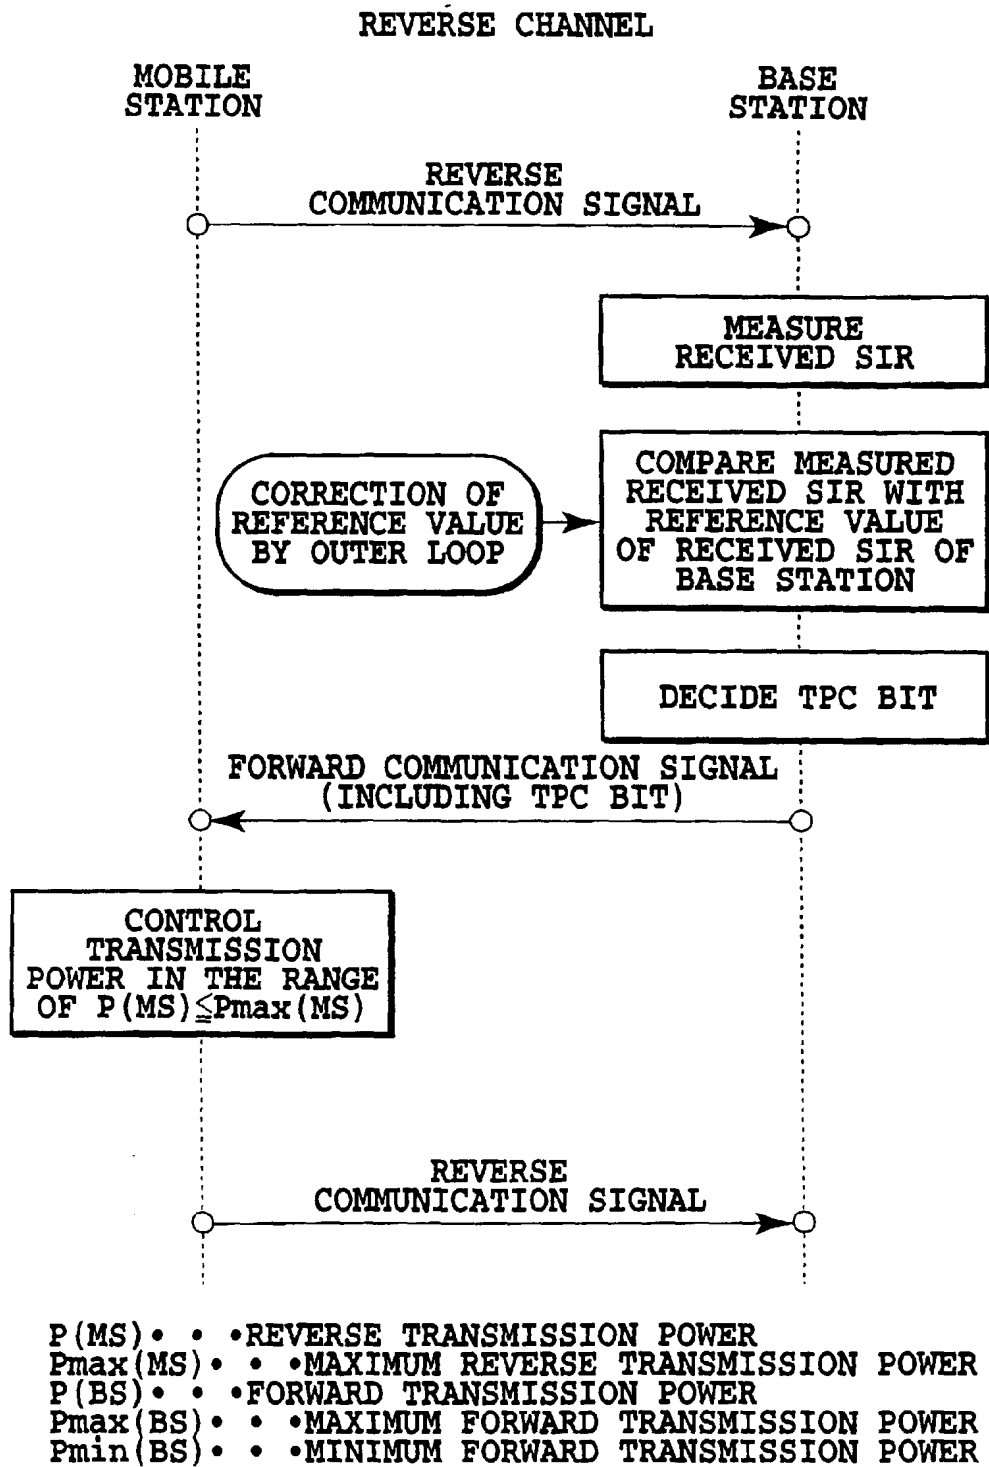 REVERSE CHANNEL
MOBILE
STATION
BASE
STATION
REVERSE
COMMUNICATION SIGNAL
MEASURE
RECEIVED SIR
CORRECTION OF
REFERENCE VALUE
BY OUTER LOOP
COMPARE MEASURED
RECEIVED SIR WITH
REFERENCE VALUE
OF RECEIVED SIR OF
BASE STATION
DECIDE TPC BIT
FORWARD COMMUNICATION SIGNAL
(INCLUDING TPC BIT)
CONTROL
TRANSMISSION
POWER IN THE RANGE
OF P(MS)≦Pmax(MS)
REVERSE
COMMUNICATION SIGNAL
P(MS)• • •REVERSE TRANSMISSION POWER
Pmax(MS)• • •MAXIMUM REVERSE TRANSMISSION POWER
P(BS)• • •FORWARD TRANSMISSION POWER
Pmax(BS)• • •MAXIMUM FORWARD TRANSMISSION POWER
Pmin(BS)• • •MINIMUM FORWARD TRANSMISSION POWER